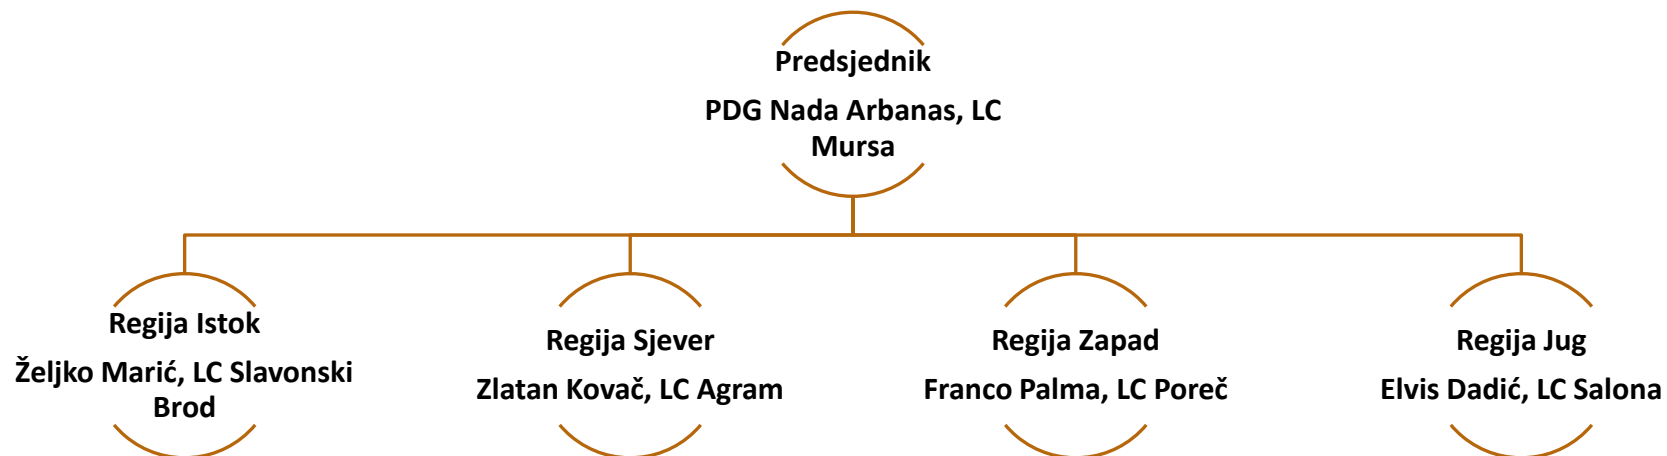 Predsjednik
PDG Nada Arbanas, LC
Mursa
Regija Istok
Željko Marić, LC Slavonski
Brod
Regija Sjever
Zlatan Kovač, LC Agram
Regija Zapad
Franco Palma, LC Poreč
Regija Jug
Elvis Dadić, LC Salona